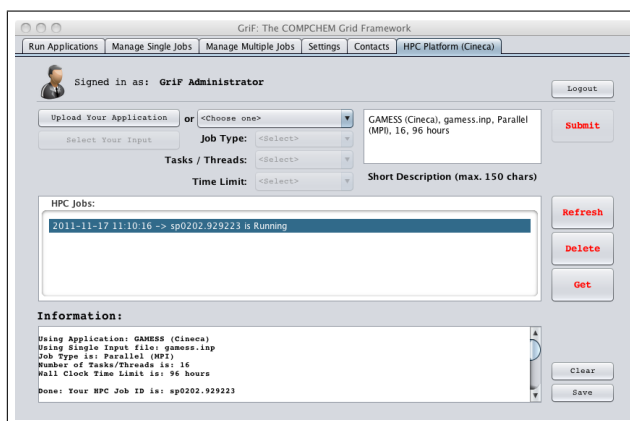 GriF: The COMPCHEM Grid Framework
Run Applications Manage Single Jobs Manage Multiple Jobs Settings Contacts HPC Platform (Cineca)
Signed in as: GriF Administrator
Logout
Upload Your Application or <Choose one>
GAMESS (Cineca), gamess.inp, Parallel
(MPI), 16, 96 hours
Submit
Select Your Input Job Type: <Select>
Tasks / Threads: <Select>
Time Limit: <Select>
Short Description (max. 150 chars)
HPC Jobs:
2011-11-17 11:10:16 -> sp0202.929223 is Running
Refresh
Delete
Get
Information:
Using Application: GAMESS (Cineca)
Using Single Input file: gamess.inp
Job Type is: Parallel (MPI)
Number of Tasks/Threads is: 16
Wall Clock Time Limit is: 96 hours
Done: Your HPC Job ID is: sp0202.929223
Clear
Save